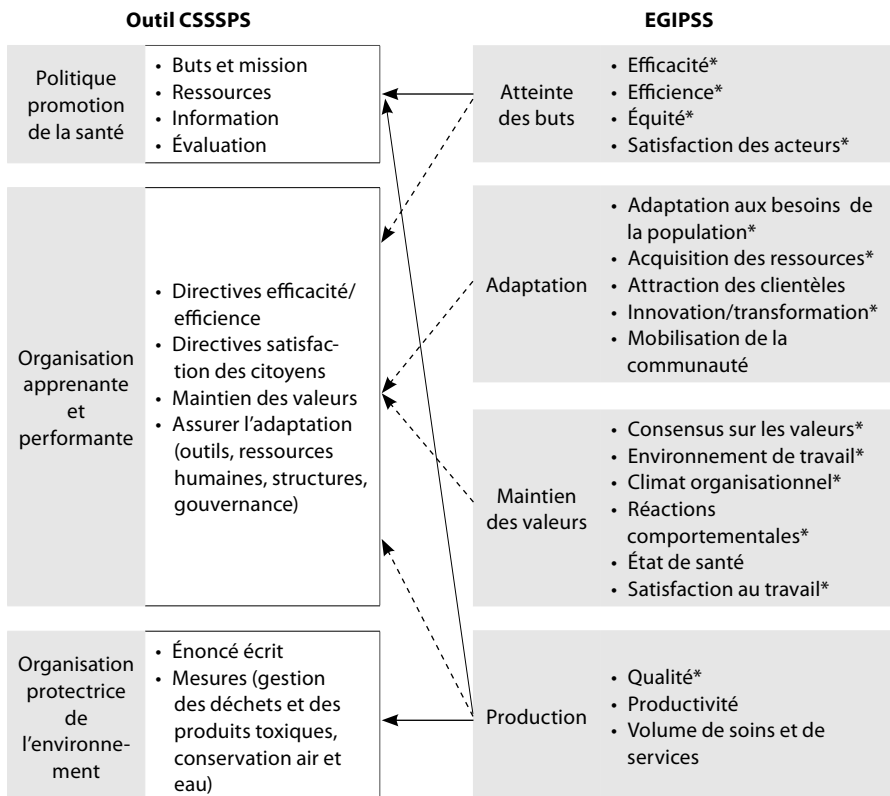 Outil CSSSPS
EGIPSS
Politique
promotion
de la santé
• Buts et mission
• Ressources
• Information
• Évaluation
Atteinte
des buts
• Efficacité*
• Efficience*
• Équité*
• Satisfaction des acteurs*
Organisation
apprenante
et
performante
• Directives efficacité/
efficience
• Directives satisfac-
tion des citoyens
• Maintien des valeurs
• Assurer l’adaptation
(outils, ressources
humaines, structures,
gouvernance)
Adaptation
• Adaptation aux besoins de
la population*
• Acquisition des ressources*
• Attraction des clientèles
• Innovation/transformation*
• Mobilisation de la
communauté
Maintien
des valeurs
• Consensus sur les valeurs*
• Environnement de travail*
• Climat organisationnel*
• Réactions
comportementales*
• État de santé
• Satisfaction au travail*
Organisation
protectrice
de
l’environne-
ment
• Énoncé écrit
• Mesures (gestion
des déchets et des
produits toxiques,
conservation air et
eau)
Production
• Qualité*
• Productivité
• Volume de soins et de
services